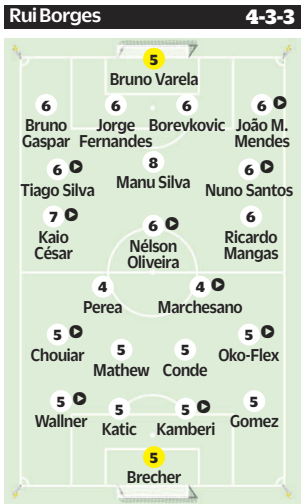 Rui Borges 4-3-3
5
Bruno Varela
6 6 6 6
Bruno Jorge Borevkovic João M.
Gaspar Fernandes Mendes
6 8 6
Tiago Silva Manu Silva Nuno Santos
7 6 6
Kaio Nélson Ricardo
César Oliveira Mangas
4 4
Perea Marchesano
5 5 5 5
Chouiar Mathew Conde Oko-Flex
5 5 5 5
Wallner Katic Kamberi Gomez
5
Brecher